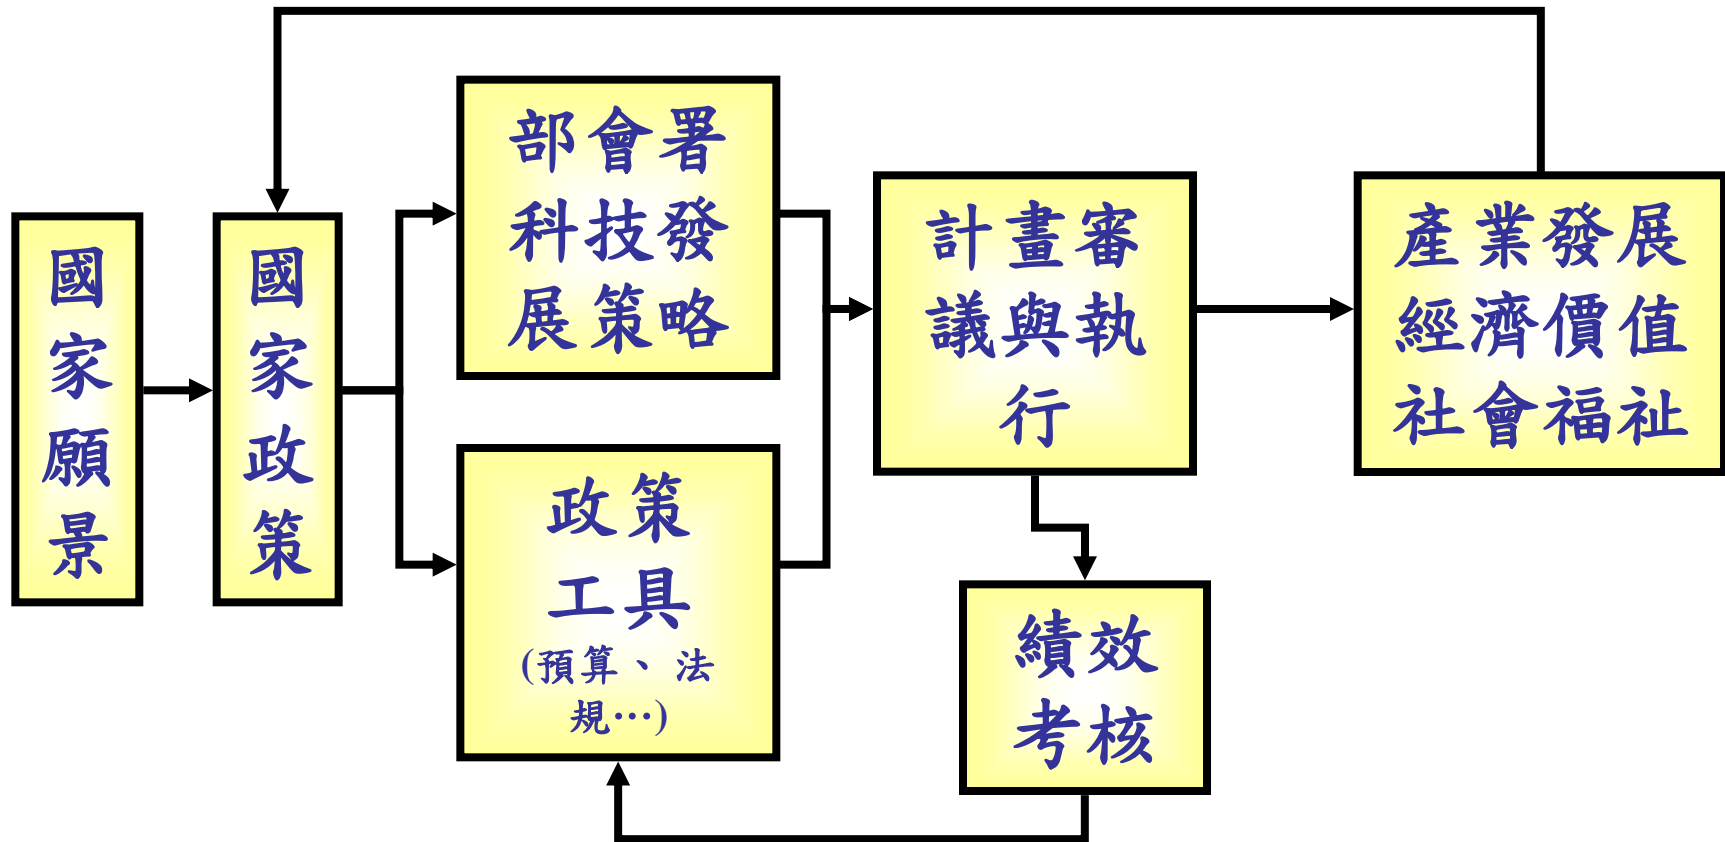 國家願景
國家政策
部會署
科技發
展策略
政策
工具
(預算、法
規…)
計畫審
議與執
行
績效
考核
產業發展
經濟價值
社會福祉